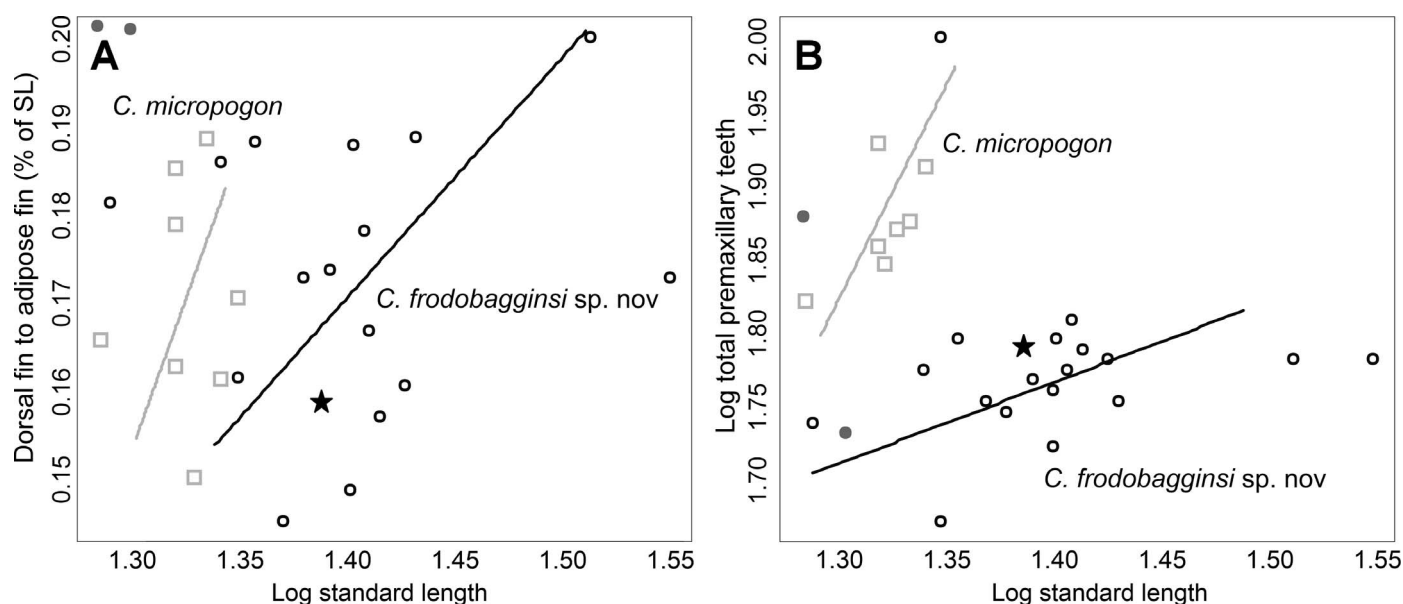 A
C. micropogon
C. frodobagginsi sp. nov
Dorsal fin to adipose fin (% of SL)
0.20
0.19
0.18
0.17
0.16
0.15
1.30 1.35 1.40 1.45 1.50 1.55
Log standard length
B
C. micropogon
C. frodobagginsi sp. nov
Log total premaxillary teeth
2.00
1.95
1.90
1.85
1.80
1.75
1.70
1.30 1.35 1.40 1.45 1.50 1.55
Log standard length